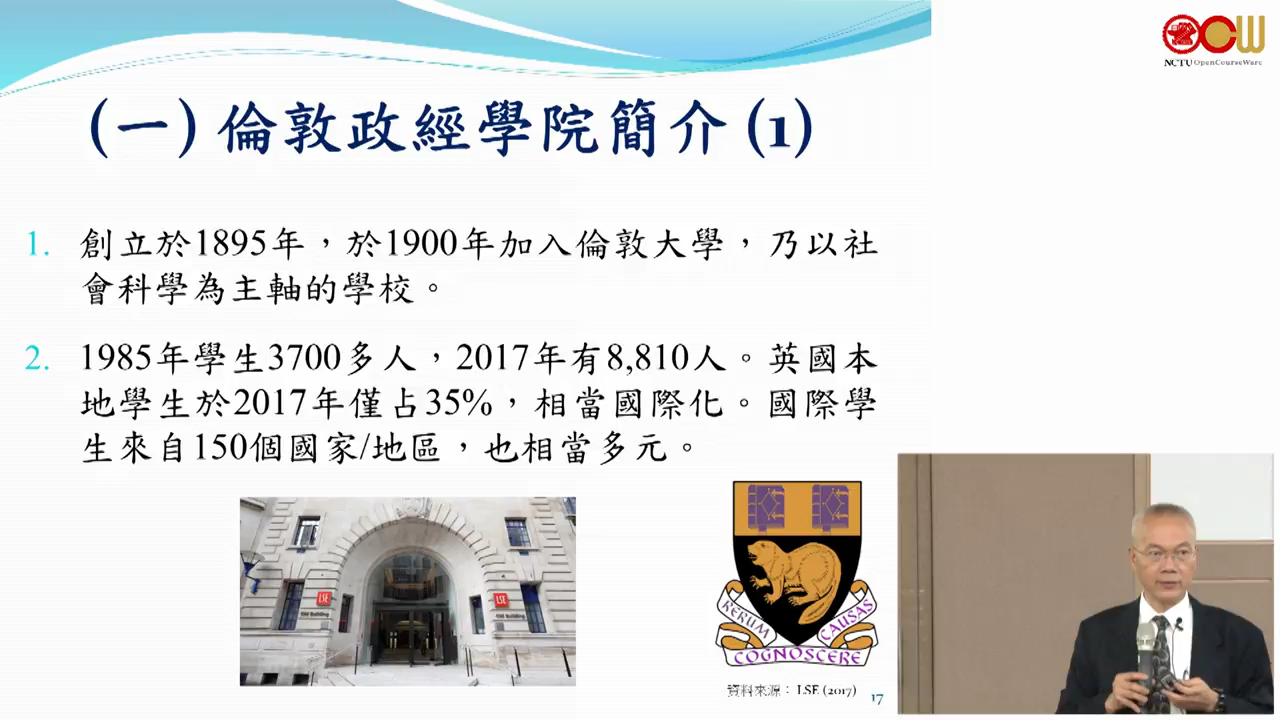 NCTU OpenCourseWare
(一) 倫敦政經學院簡介 (1)
1. 創立於1895年，於1900年加入倫敦大學，乃以社
會科學為主軸的學校。
2. 1985年學生3700多人，2017年有8,810人。英國本
地學生於2017年僅占35%，相當國際化。國際學
生來自150個國家/地區，也相當多元。
LSE
Old Building
LSE
Old Building
RERUM
CAUSAS
COGNOSCERE
資料來源： LSE (2017)
17